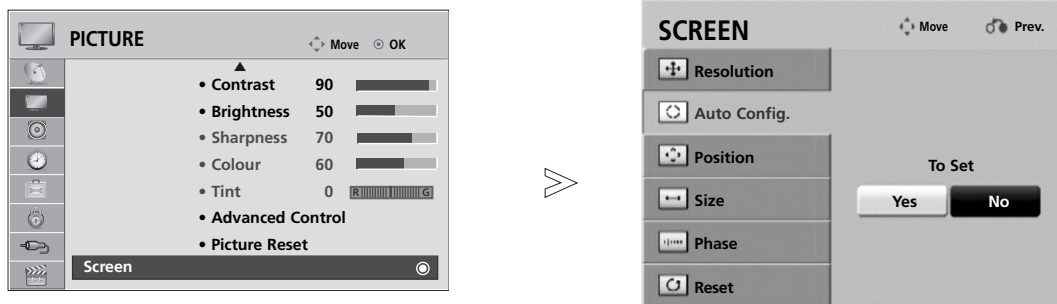 PICTURE
Move OK
• Contrast 90
• Brightness 50
• Sharpness 70
• Colour 60
• Tint 0 R G
• Advanced Control
• Picture Reset
Screen
SCREEN
Move Prev.
Resolution
Auto Config.
Position
Size
Phase
Reset
To Set
Yes No